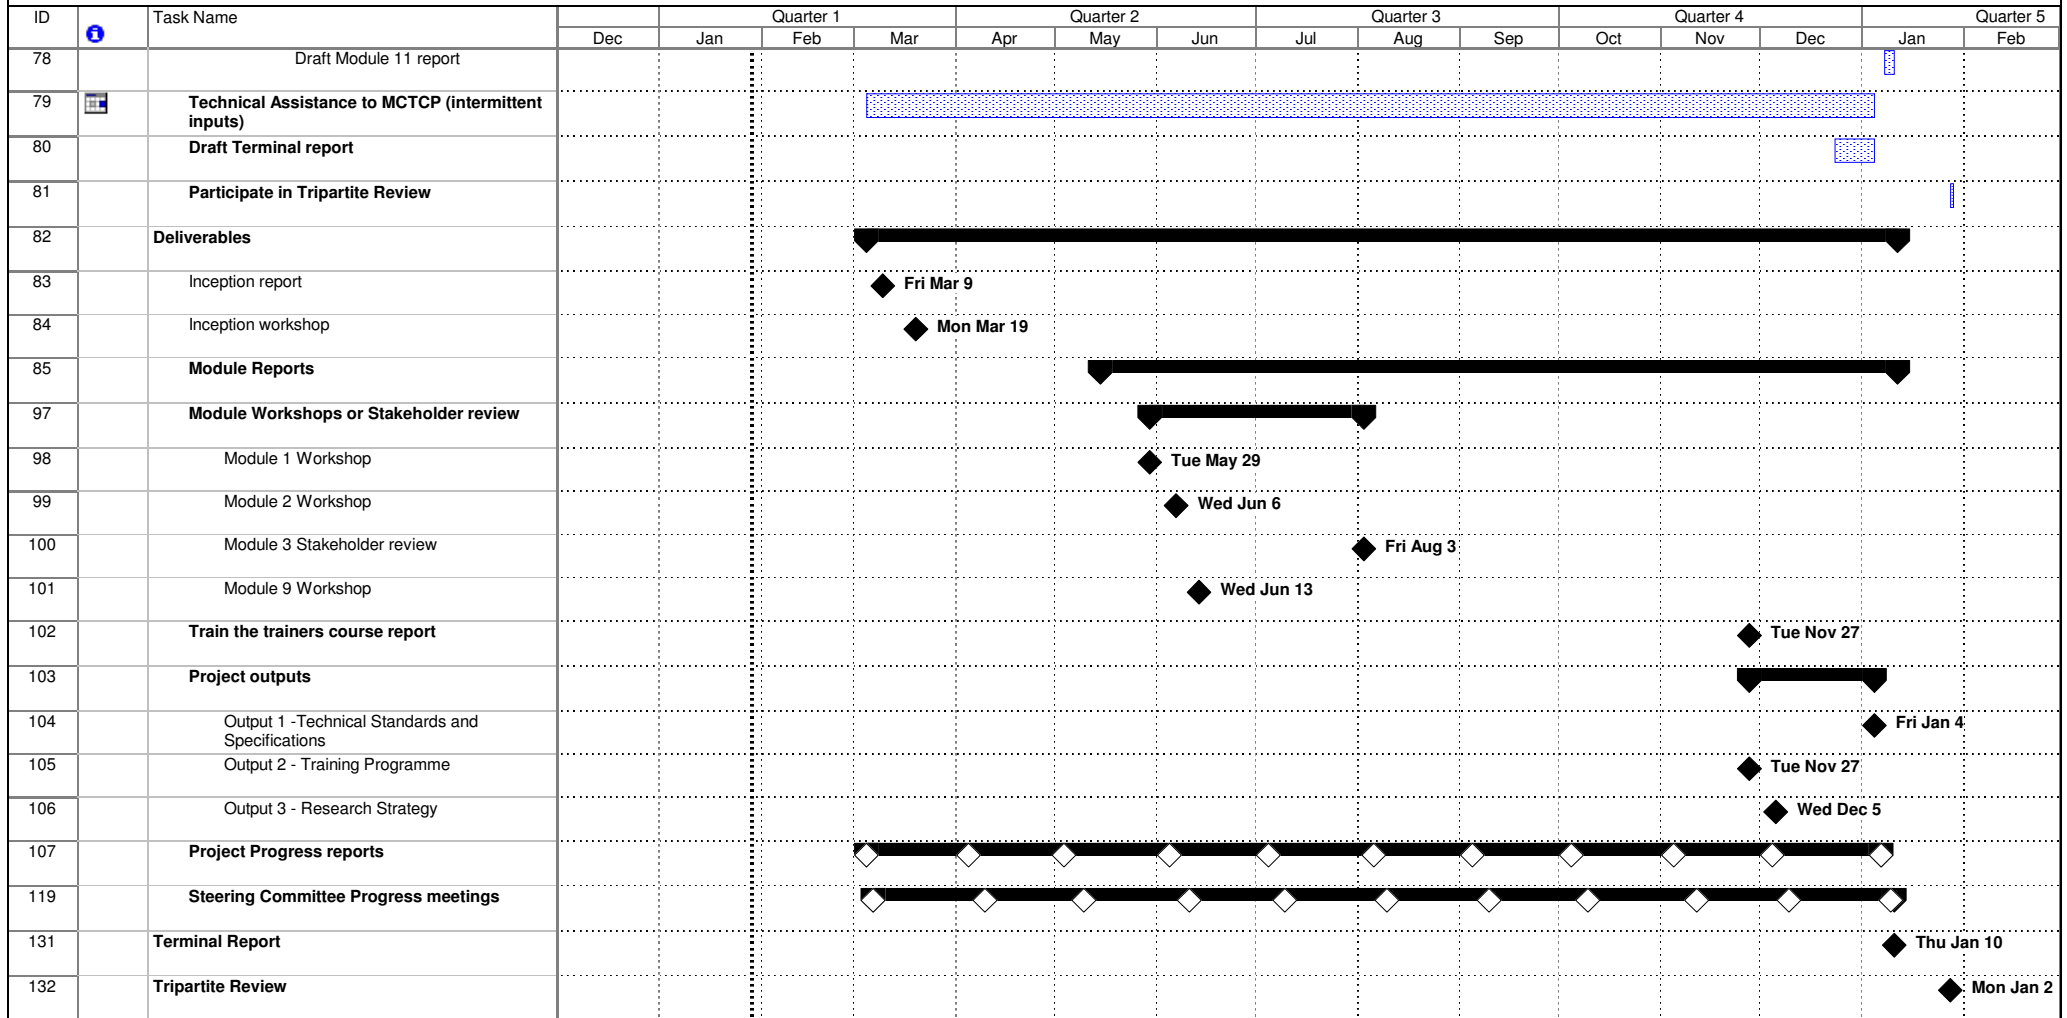 ID Task Name Quarter 1 Quarter 2 Quarter 3 Quarter 4 Quarter 5
i
Dec Jan Feb Mar Apr May Jun Jul Aug Sep Oct Nov Dec Jan Feb
78 Draft Module 11 report
79 Technical Assistance to MCTCP (intermittent
inputs)
80 Draft Terminal report
81 Participate in Tripartite Review
82 Deliverables
83 Inception report Fri Mar 9
84 Inception workshop Mon Mar 19
85 Module Reports
97 Module Workshops or Stakeholder review
98 Module 1 Workshop Tue May 29
99 Module 2 Workshop Wed Jun 6
100 Module 3 Stakeholder review Fri Aug 3
101 Module 9 Workshop Wed Jun 13
102 Train the trainers course report Tue Nov 27
103 Project outputs
104 Output 1 -Technical Standards and Fri Jan 4
Specifications
105 Output 2 - Training Programme Tue Nov 27
106 Output 3 - Research Strategy Wed Dec 5
107 Project Progress reports
119 Steering Committee Progress meetings
131 Terminal Report Thu Jan 10
132 Tripartite Review Mon Jan 2